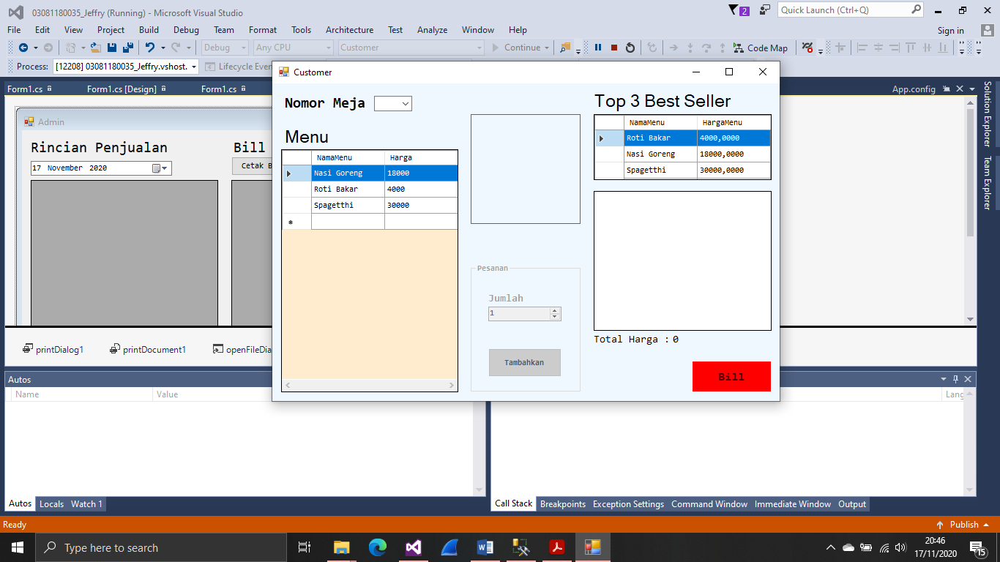 03081180035_Jeffry (Running) - Microsoft Visual Studio
2
Quick Launch (Ctrl+Q)
File Edit View Project Build Debug Team Format Tools Architecture Test Analyze Window Help
Sign in
Debug Any CPU Customer Continue Code Map
Process: [12208] 03081180035_Jeffry.vshost. Lifecycle Even
Form1.cs Form1.cs [Design] Form1.cs
App.config
Solution Explorer
Team Explorer
Admin
Rincian Penjualan
Bill
17 November 2020
Cetak B
Customer
Nomor Meja
Menu
NamaMenu Harga
Nasi Goreng 18000
Roti Bakar 4000
Spagetthi 30000
*
Pesanan
Jumlah
1
Tambahkan
Top 3 Best Seller
NamaMenu HargaMenu
Roti Bakar 4000,0000
Nasi Goreng 18000,0000
Spagetthi 30000,0000
Total Harga : 0
Bill
printDialog1 printDocument1 openFileDia
Autos
Name Value
Lang
Autos Locals Watch 1
Call Stack Breakpoints Exception Settings Command Window Immediate Window Output
Ready
Publish
Type here to search
20:46
17/11/2020
15